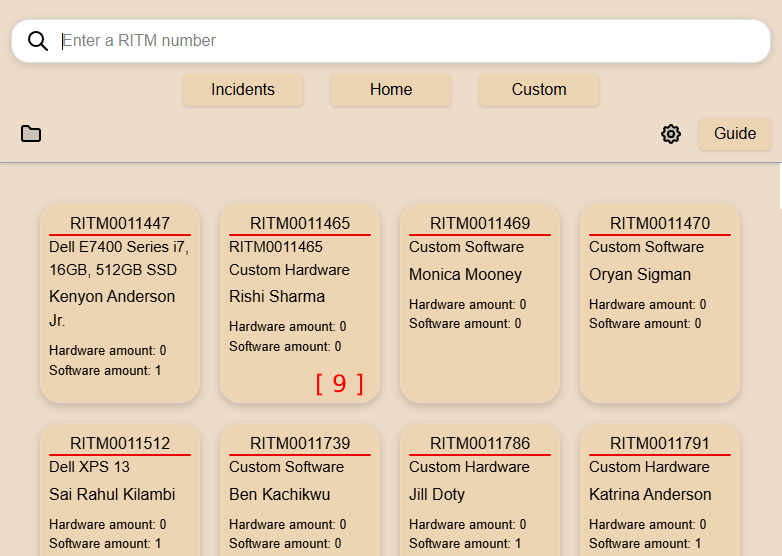 Enter a RITM number
Incidents
Home
Custom
Guide
RITM0011447
Dell E7400 Series i7,
16GB, 512GB SSD
Kenyon Anderson
Jr.
Hardware amount: 0
Software amount: 1
RITM0011465
RITM0011465
Custom Hardware
Rishi Sharma
Hardware amount: 0
Software amount: 0
[ 9 ]
RITM0011469
Custom Software
Monica Mooney
Hardware amount: 0
Software amount: 0
RITM0011470
Custom Software
Oryan Sigman
Hardware amount: 0
Software amount: 0
RITM0011512
Dell XPS 13
Sai Rahul Kilambi
Hardware amount: 0
Software amount: 1
RITM0011739
Custom Software
Ben Kachikwu
Hardware amount: 0
Software amount: 0
RITM0011786
Custom Hardware
Jill Doty
Hardware amount: 0
Software amount: 1
RITM0011791
Custom Hardware
Katrina Anderson
Hardware amount: 0
Software amount: 1